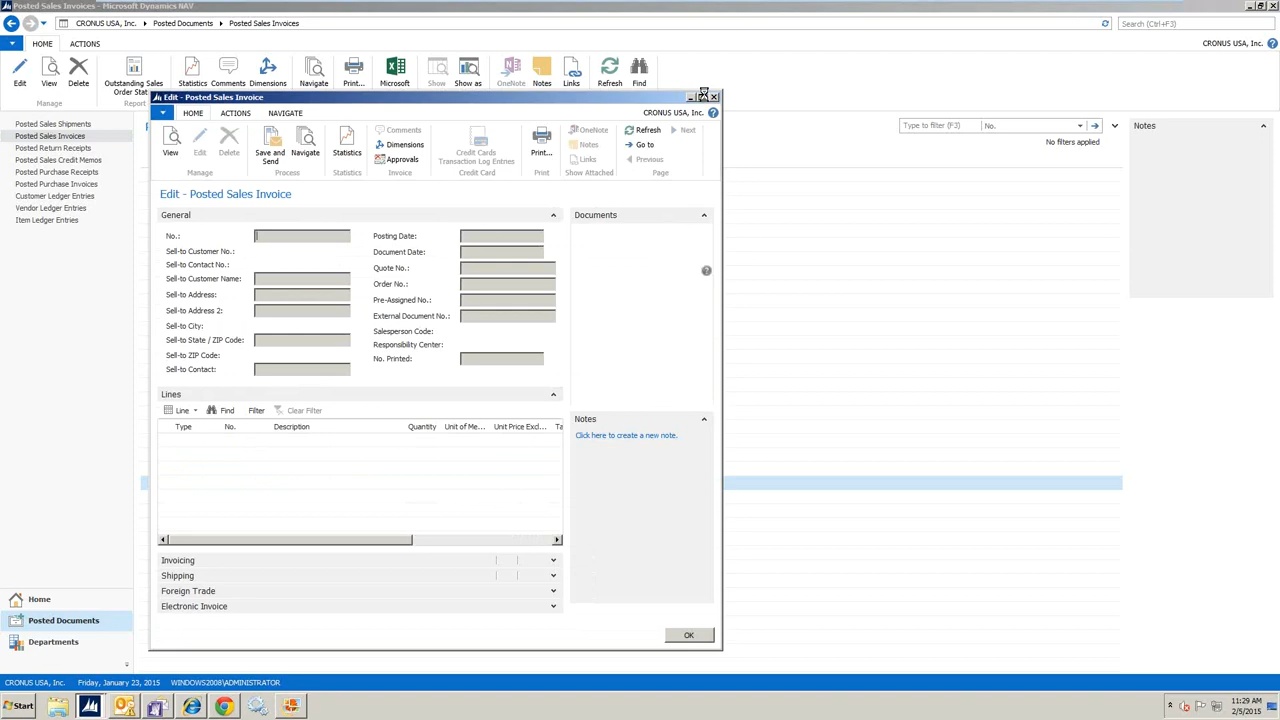 Posted Sales Invoices - Microsoft Dynamics NAV
CRONUS USA, Inc. Posted Documents Posted Sales Invoices
Search (Ctrl+F3)
HOME ACTIONS
CRONUS USA, Inc.
Edit View Delete Outstanding Sales Order Stat Statistics Comments Dimensions Navigate Print... Microsoft Show Show as OneNote Notes Links Refresh Find
Manage Report
Posted Sales Shipments
Posted Sales Invoices
Posted Return Receipts
Posted Sales Credit Memos
Posted Purchase Receipts
Posted Purchase Invoices
Customer Ledger Entries
Vendor Ledger Entries
Item Ledger Entries
Home
Posted Documents
Departments
Type to filter (F3) No.
No filters applied
Notes
Edit - Posted Sales Invoice
HOME ACTIONS NAVIGATE
CRONUS USA, Inc.
View Edit Delete Save and Send Navigate Statistics
Comments
Dimensions
Approvals
Credit Cards Transaction Log Entries
Print...
OneNote
Notes
Links
Refresh Next
Go to
Previous
Manage Process Statistics Invoice Credit Card Print Show Attached Page
Edit - Posted Sales Invoice
General
No.:
Sell-to Customer No.:
Sell-to Contact No.:
Sell-to Customer Name:
Sell-to Address:
Sell-to Address 2:
Sell-to City:
Sell-to State / ZIP Code:
Sell-to ZIP Code:
Sell-to Contact:
Posting Date:
Document Date:
Quote No.:
Order No.:
Pre-Assigned No.:
External Document No.:
Salesperson Code:
Responsibility Center:
No. Printed:
Lines
Line Find Filter Clear Filter
Type No. Description Quantity Unit of Me... Unit Price Excl... Ta
Invoicing
Shipping
Foreign Trade
Electronic Invoice
Documents
Notes
Click here to create a new note.
OK
CRONUS USA, Inc. Friday, January 23, 2015 WINDOWS2008\ADMINISTRATOR
Start
11:29 AM
2/5/2015